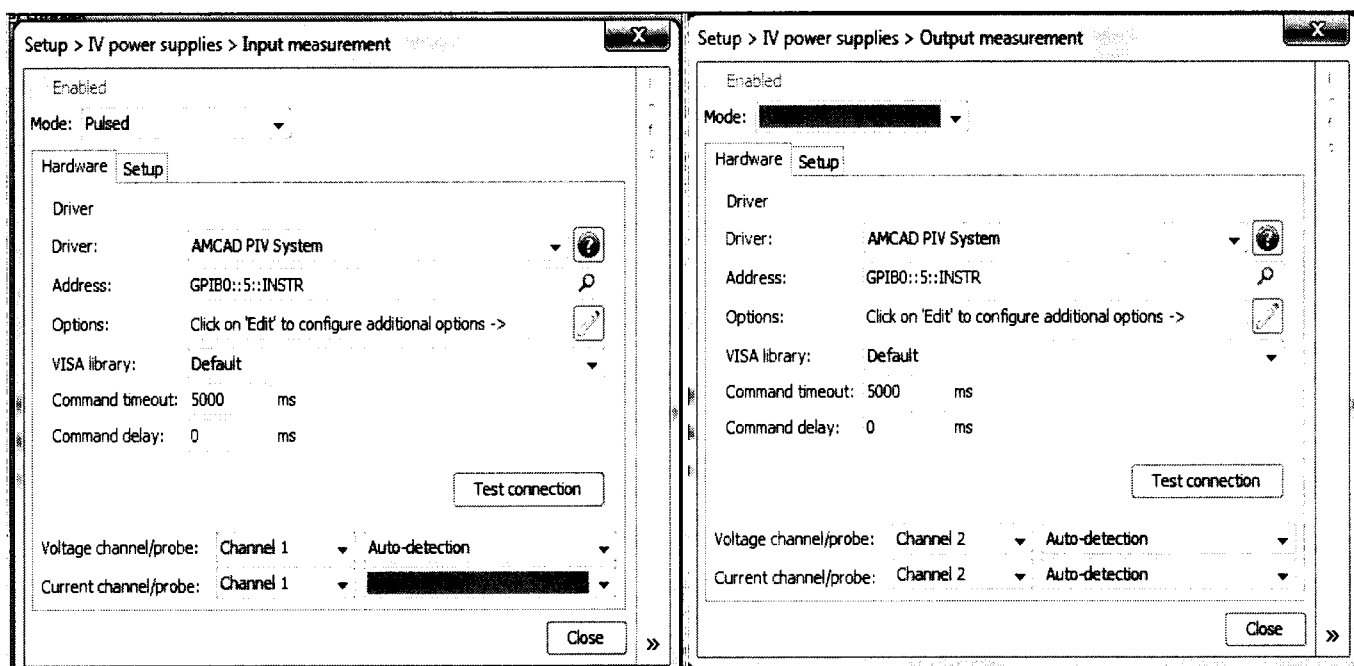 Setup > IV power supplies > Input measurement
Enabled
Mode: Pulsed
Hardware Setup
Driver
Driver: AMCAD PIV System
Address: GPIB0::5::INSTR
Options: Click on 'Edit' to configure additional options ->
VISA library: Default
Command timeout: 5000 ms
Command delay: 0 ms
Test connection
Voltage channel/probe: Channel 1 Auto-detection
Current channel/probe: Channel 1
Close »
Setup > IV power supplies > Output measurement
Enabled
Mode:
Hardware Setup
Driver
Driver: AMCAD PIV System
Address: GPIB0::5::INSTR
Options: Click on 'Edit' to configure additional options ->
VISA library: Default
Command timeout: 5000 ms
Command delay: 0 ms
Test connection
Voltage channel/probe: Channel 2 Auto-detection
Current channel/probe: Channel 2 Auto-detection
Close »